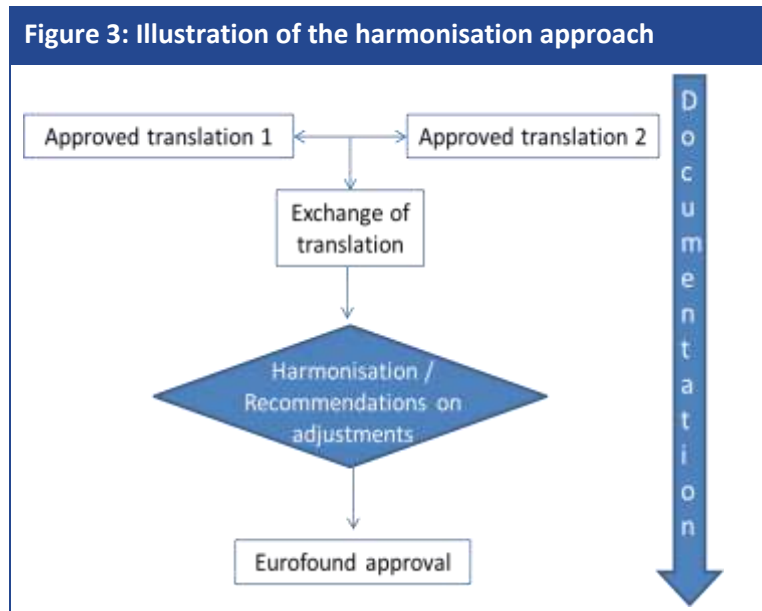 Figure 3: Illustration of the harmonisation approach
Approved translation 1
Approved translation 2
Exchange of
translation
Harmonisation /
Recommendations on
adjustments
Eurofound approval
Documentation